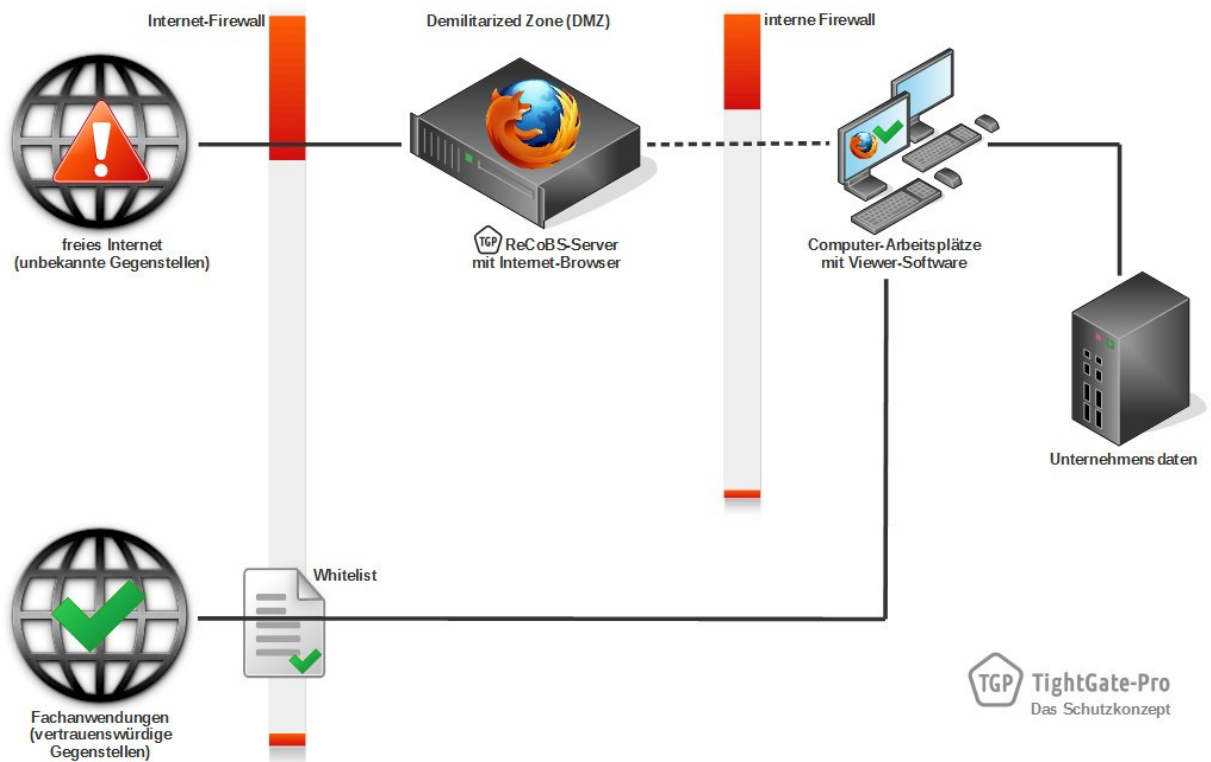 Internet-Firewall
Demilitarized Zone (DMZ)
interne Firewall
freies Internet
(unbekannte Gegenstellen)
TGP ReCoBS-Server
mit Internet-Browser
Computer-Arbeitsplätze
mit Viewer-Software
Unternehmensdaten
Whitelist
Fachanwendungen
(vertrauenswürdige
Gegenstellen)
TGP TightGate-Pro
Das Schutzkonzept